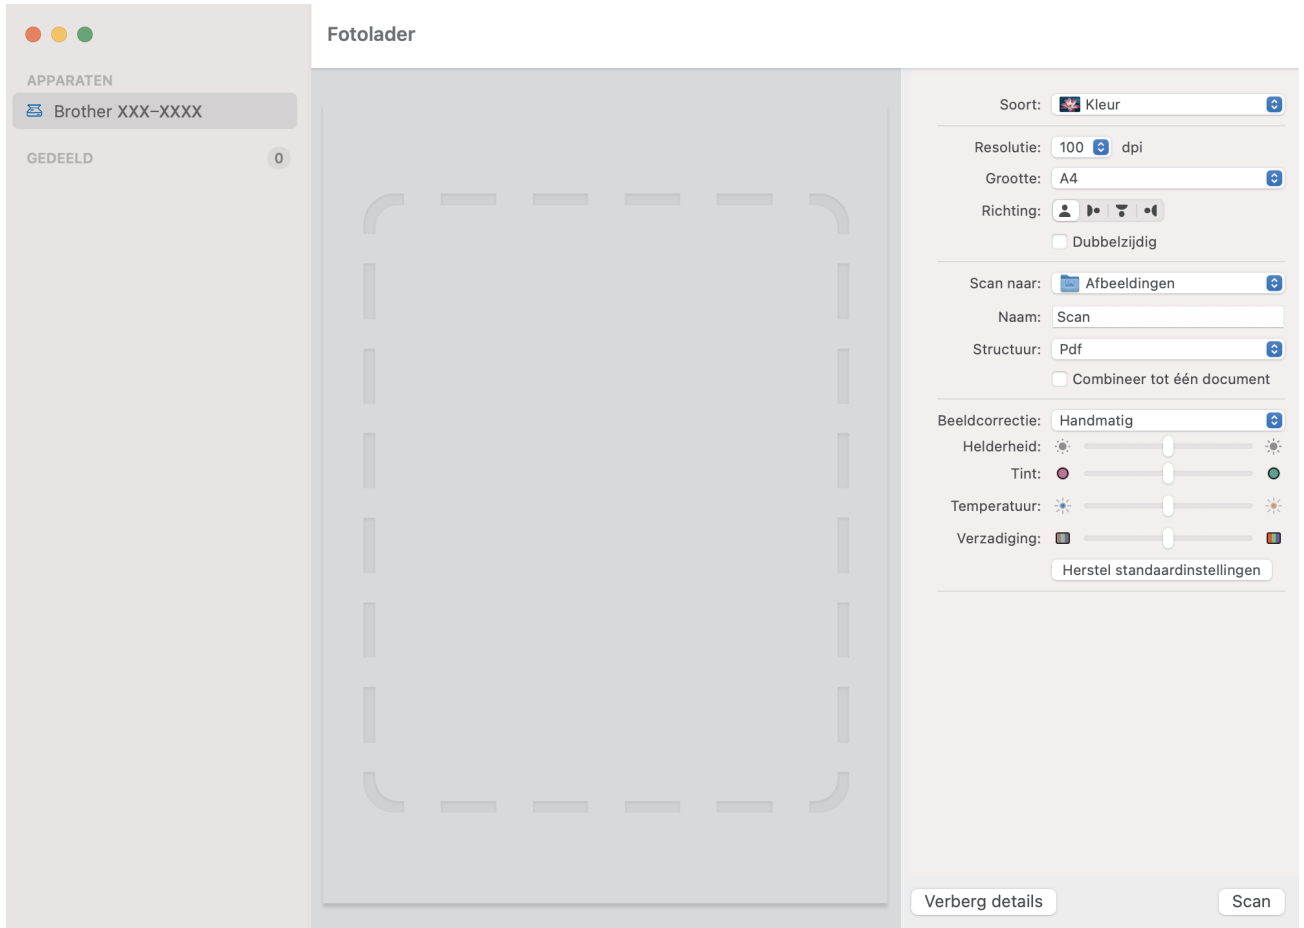 Fotolader
APPARATEN
Brother XXX-XXXX
GEDEELD 0
Soort: Kleur
Resolutie: 100 dpi
Grootte: A4
Richting:
Dubbelzijdig
Scan naar: Afbeeldingen
Naam: Scan
Structuur: Pdf
Combineer tot één document
Beeldcorrectie: Handmatig
Helderheid:
Tint:
Temperatuur:
Verzadiging:
Herstel standaardinstellingen
Verberg details Scan